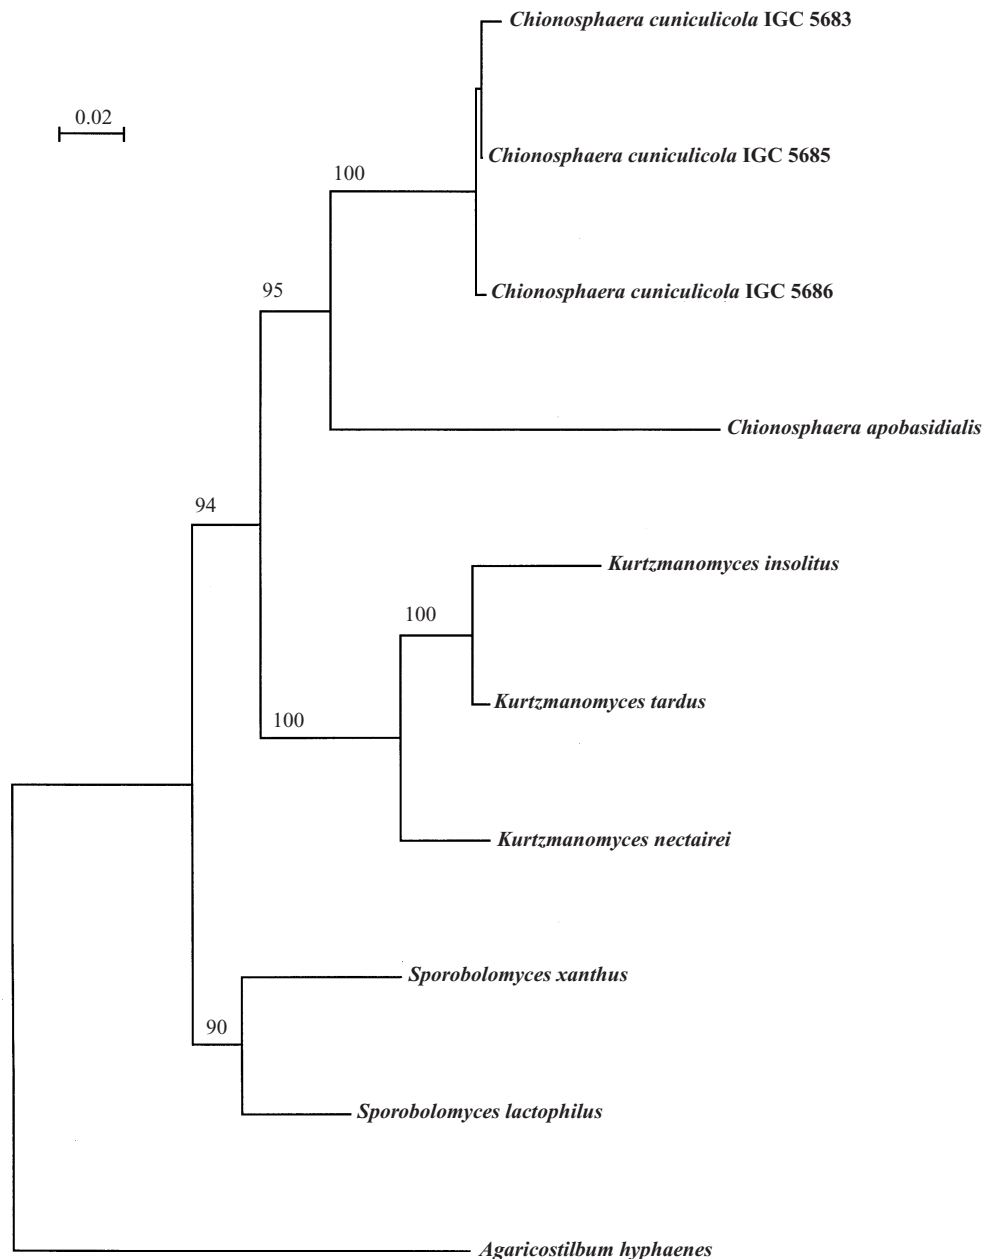 Chionosphaera cuniculicola IGC 5683
0.02
Chionosphaera cuniculicola IGC 5685
100
Chionosphaera cuniculicola IGC 5686
95
Chionosphaera apobasidialis
94
Kurtzmanomyces insolitus
100
Kurtzmanomyces tardus
100
Kurtzmanomyces nectairei
Sporobolomyces xanthus
90
Sporobolomyces lactophilus
Agaricostilbum hyphaenes